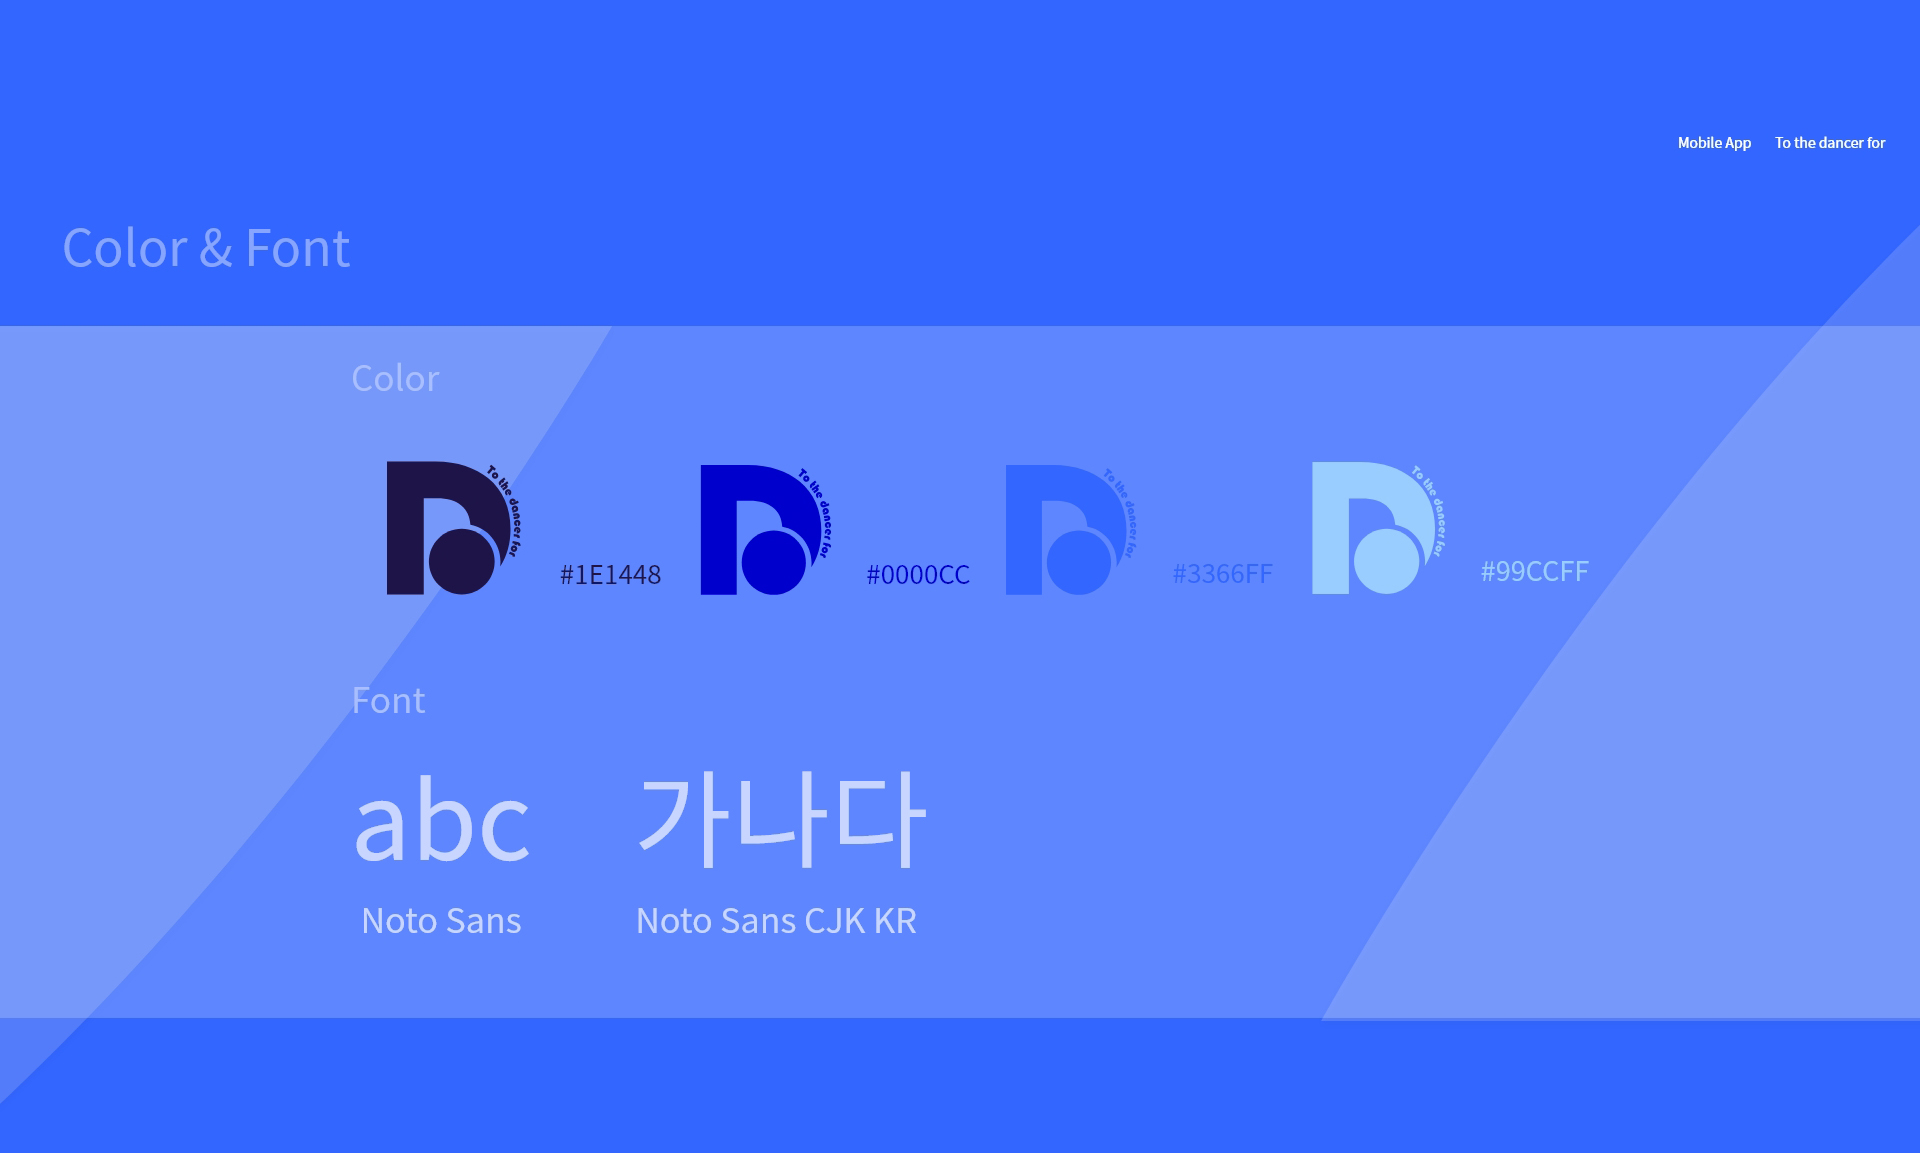 Mobile App To the dancer for
Color & Font
Color
To the dancer for
#1E1448
To the dancer for
#0000CC
To the dancer for
#3366FF
To the dancer for
#99CCFF
Font
abc 가나다
Noto Sans Noto Sans CJK KR